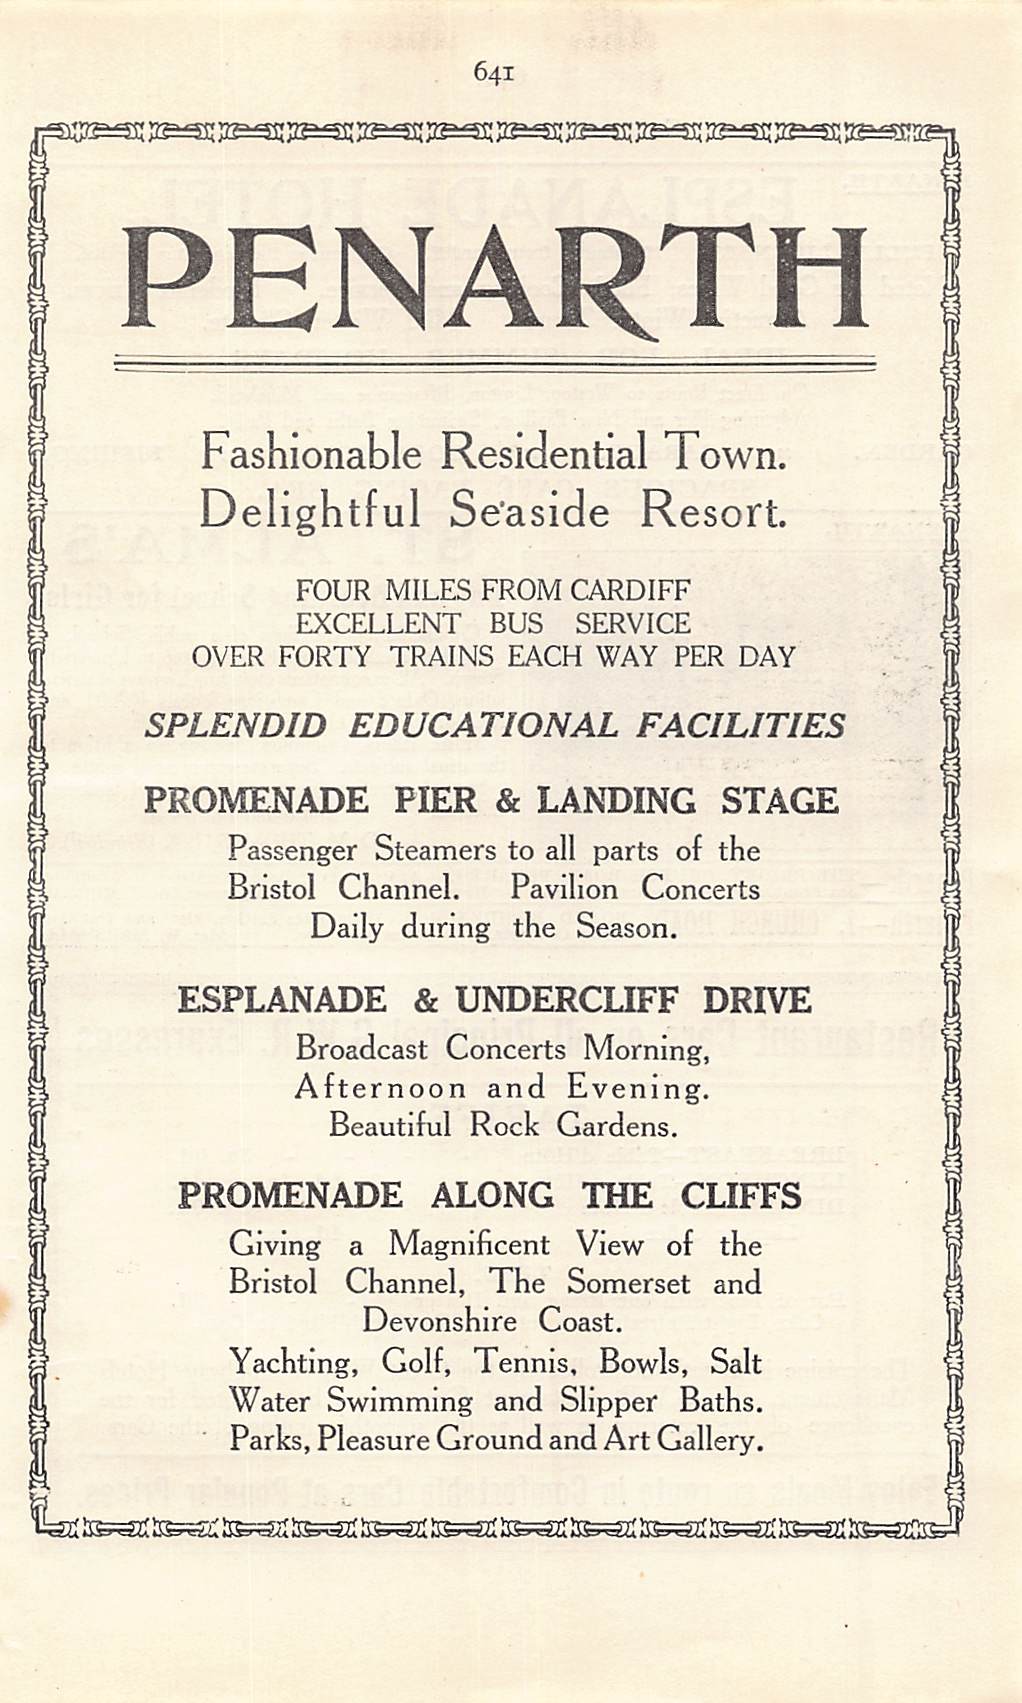 641
PENARTH
Fashionable Residential Town.
Delightful Seaside Resort.
FOUR MILES FROM CARDIFF
EXCELLENT BUS SERVICE
OVER FORTY TRAINS EACH WAY PER DAY
SPLENDID EDUCATIONAL FACILITIES
PROMENADE PIER & LANDING STAGE
Passenger Steamers to all parts of the
Bristol Channel. Pavilion Concerts
Daily during the Season.
ESPLANADE & UNDERCLIFF DRIVE
Broadcast Concerts Morning,
Afternoon and Evening.
Beautiful Rock Gardens.
PROMENADE ALONG THE CLIFFS
Giving a Magnificent View of the
Bristol Channel, The Somerset and
Devonshire Coast.
Yachting, Golf, Tennis, Bowls, Salt
Water Swimming and Slipper Baths.
Parks, Pleasure Ground and Art Gallery.